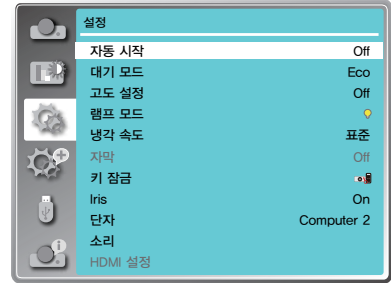 설정
자동 시작 Off
대기 모드 Eco
고도 설정 Off
램프 모드
냉각 속도 표준
자막 Off
키 잠금
Iris On
단자 Computer 2
소리
HDMI 설정